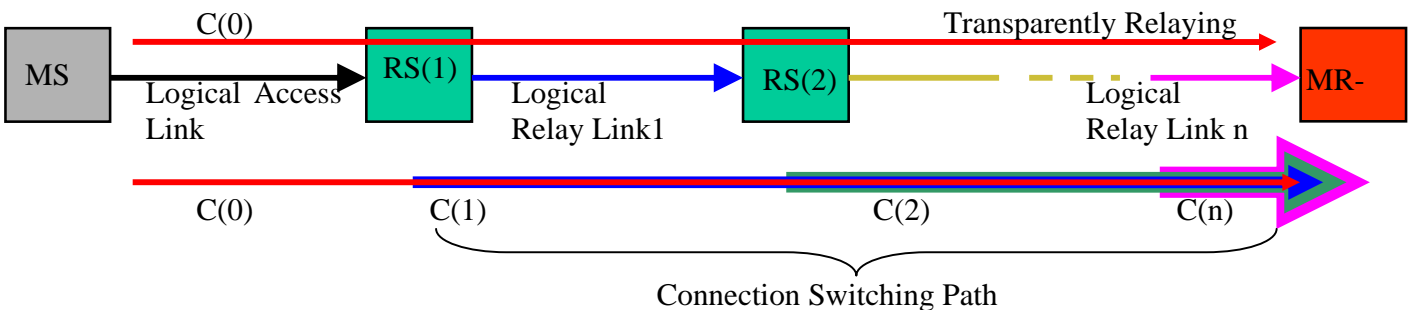 C(0)
Transparently Relaying
MS
RS(1)
RS(2)
MR-
Logical Access
Link
Logical
Relay Link1
Logical
Relay Link n
C(0)
C(1)
C(2)
C(n)
Connection Switching Path